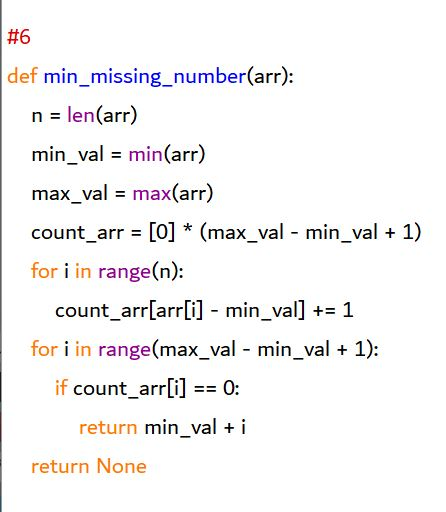 #6
def min_missing_number(arr):
    n = len(arr)
    min_val = min(arr)
    max_val = max(arr)
    count_arr = [0] * (max_val - min_val + 1)
    for i in range(n):
        count_arr[arr[i] - min_val] += 1
    for i in range(max_val - min_val + 1):
        if count_arr[i] == 0:
            return min_val + i
    return None